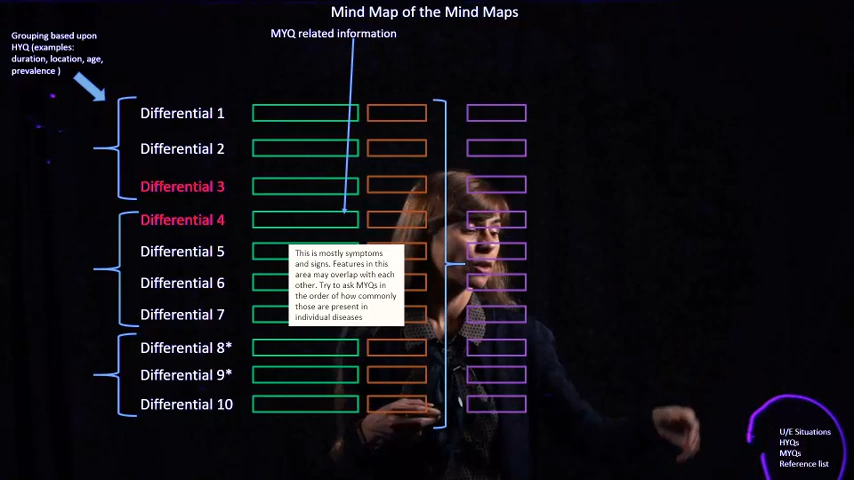 Mind Map of the Mind Maps
Grouping based upon
HYQ (examples:
duration, location, age,
prevalence )
MYQ related information
Differential 1
Differential 2
Differential 3
Differential 4
Differential 5
Differential 6
Differential 7
Differential 8*
Differential 9*
Differential 10
This is mostly symptoms
and signs. Features in this
area may overlap with each
other. Try to ask MYQs in
the order of how commonly
those are present in
individual diseases
U/E Situations
HYQs
MYQs
Reference list